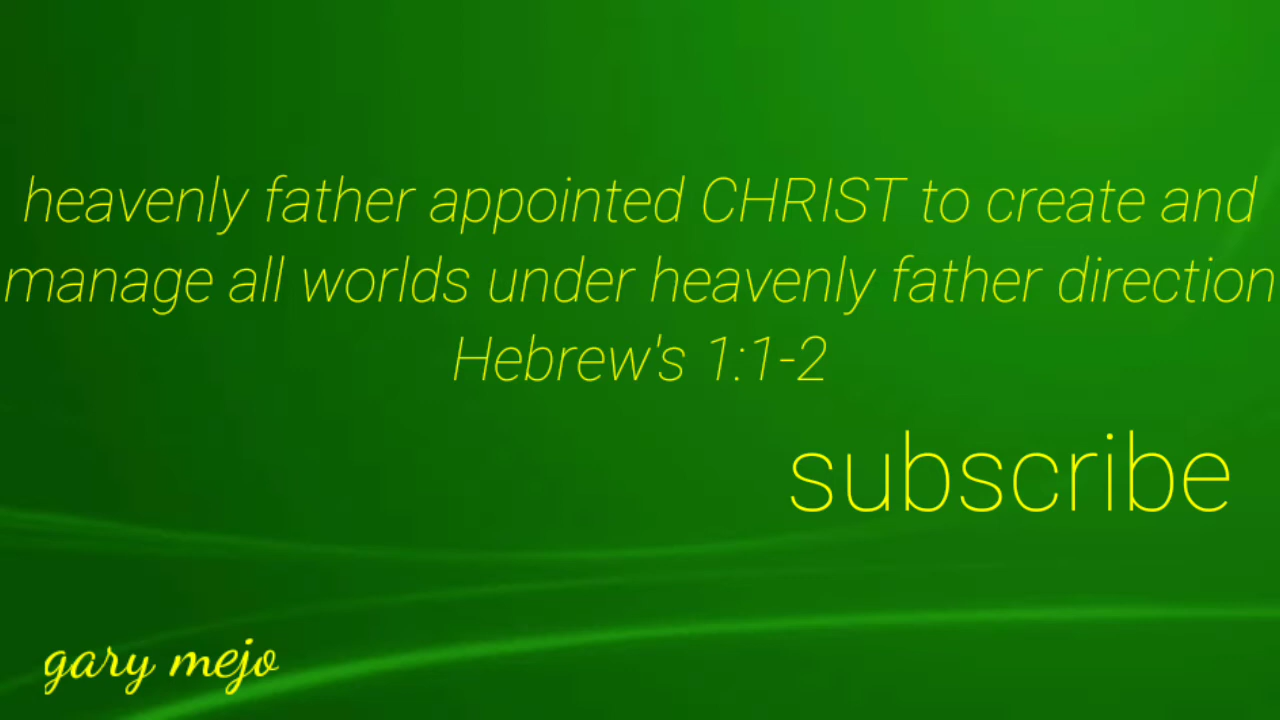 heavenly father appointed CHRIST to create and
manage all worlds under heavenly father direction
Hebrew's 1:1-2
subscribe
gary mejo